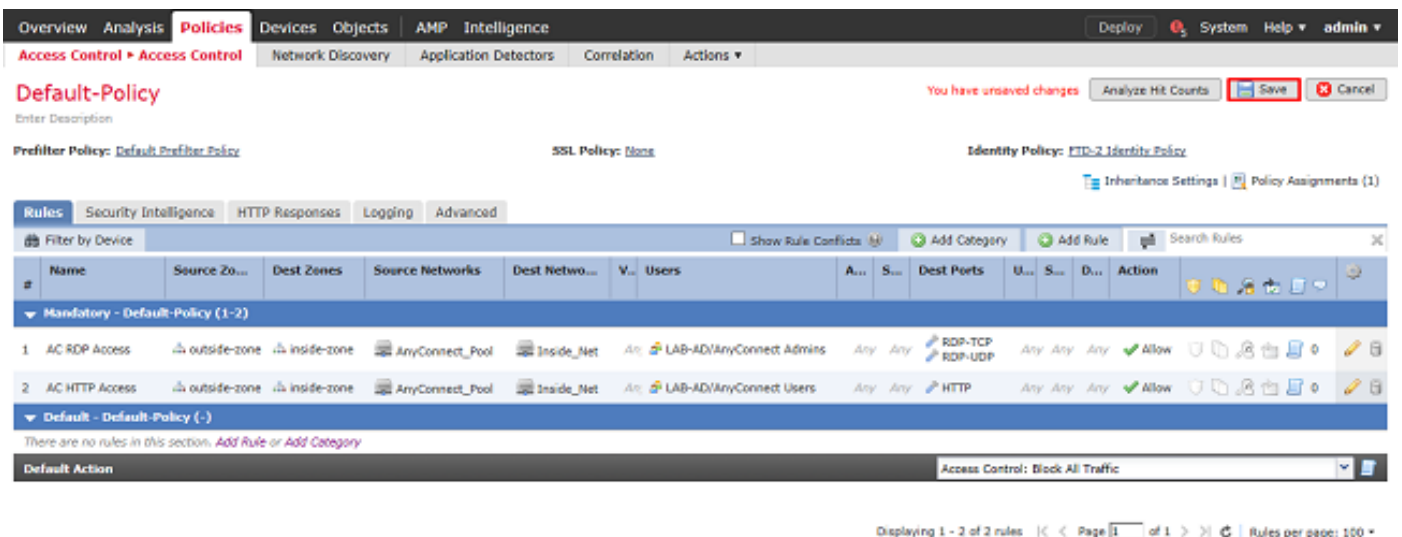 Overview Analysis Policies Devices Objects AMP Intelligence Deploy System Help ▾ admin ▾
Access Control ▸ Access Control Network Discovery Application Detectors Correlation Actions ▾
Default-Policy You have unsaved changes Analyze Hit Counts Save Cancel
Enter Description
Prefilter Policy: Default Prefilter Policy SSL Policy: None Identity Policy: FTD-2 Identity Policy
Inheritance Settings | Policy Assignments (1)
Rules Security Intelligence HTTP Responses Logging Advanced
Filter by Device Show Rule Conflicts Add Category Add Rule Search Rules
# Name Source Zo... Dest Zones Source Networks Dest Netwo... V... Users A... S... Dest Ports U... S... D... Action
Mandatory - Default-Policy (1-2)
1 AC RDP Access outside-zone inside-zone AnyConnect_Pool Inside_Net Any LAB-AD/AnyConnect Admins Any Any RDP-TCP RDP-UDP Any Any Any Allow 0
2 AC HTTP Access outside-zone inside-zone AnyConnect_Pool Inside_Net Any LAB-AD/AnyConnect Users Any Any HTTP Any Any Any Allow 0
Default - Default-Policy (-)
There are no rules in this section. Add Rule or Add Category
Default Action Access Control: Block All Traffic
Displaying 1 - 2 of 2 rules |< < Page 1 of 1 > >| Rules per page: 100 ▾